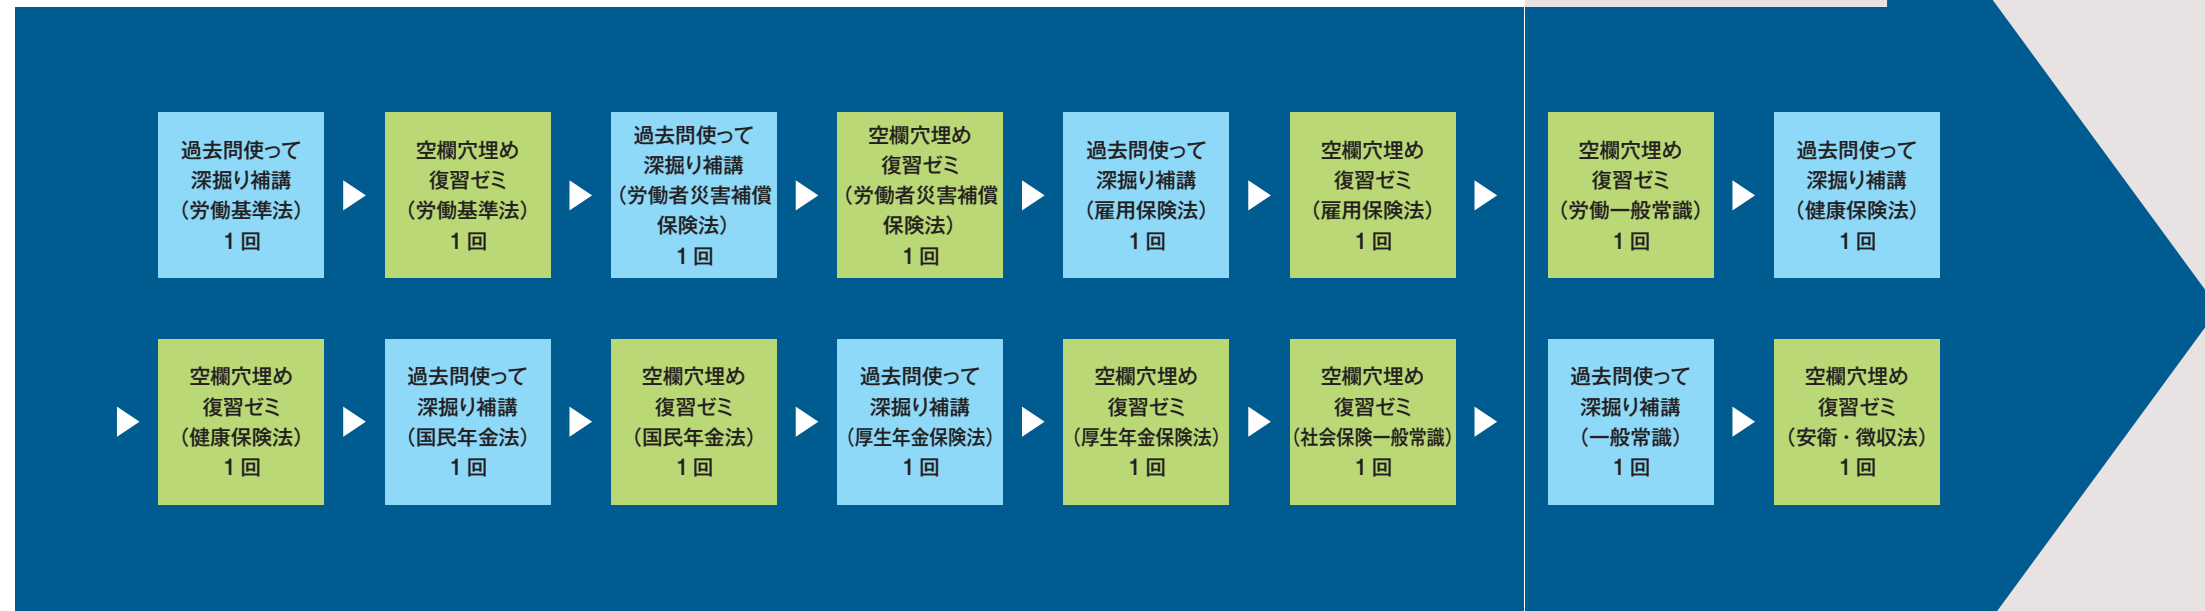 過去問使って
深掘り補講
（労働基準法）
1 回
空欄穴埋め
復習ゼミ
（労働基準法）
1 回
過去問使って
深掘り補講
（労働者災害補償
保険法）
1 回
空欄穴埋め
復習ゼミ
（労働者災害補償
保険法）
1 回
過去問使って
深掘り補講
（雇用保険法）
1 回
空欄穴埋め
復習ゼミ
（雇用保険法）
1 回
空欄穴埋め
復習ゼミ
（労働一般常識）
1 回
過去問使って
深掘り補講
（健康保険法）
1 回
空欄穴埋め
復習ゼミ
（健康保険法）
1 回
過去問使って
深掘り補講
（国民年金法）
1 回
空欄穴埋め
復習ゼミ
（国民年金法）
1 回
過去問使って
深掘り補講
（厚生年金保険法）
1 回
空欄穴埋め
復習ゼミ
（厚生年金保険法）
1 回
空欄穴埋め
復習ゼミ
（社会保険一般常識）
1 回
過去問使って
深掘り補講
（一般常識）
1 回
空欄穴埋め
復習ゼミ
（安衛・徴収法）
1 回